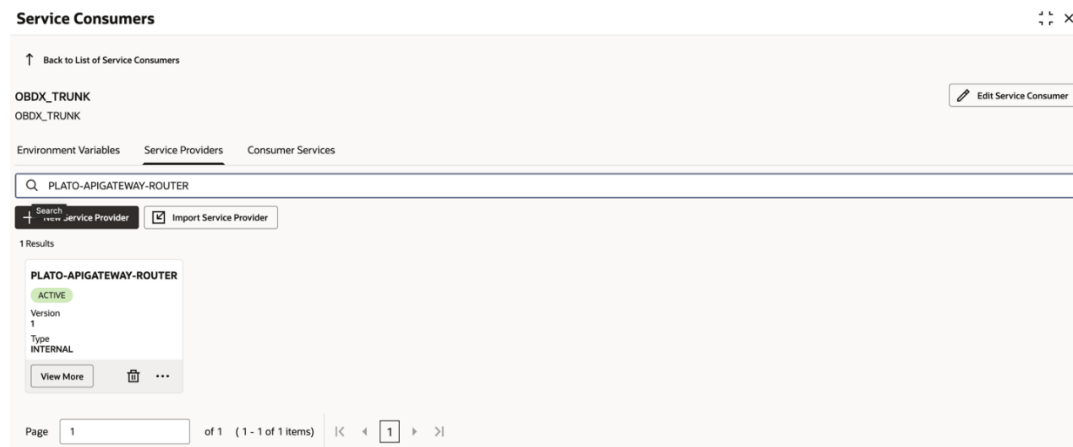 Service Consumers
Back to List of Service Consumers
OBDX_TRUNK
Edit Service Consumer
OBDX_TRUNK
Environment Variables Service Providers Consumer Services
PLATO-APIGATEWAY-ROUTER
Search
Service Provider Import Service Provider
1 Results
PLATO-APIGATEWAY-ROUTER
ACTIVE
Version
1
Type
INTERNAL
View More
Page 1 of 1 (1 - 1 of 1 items) 1